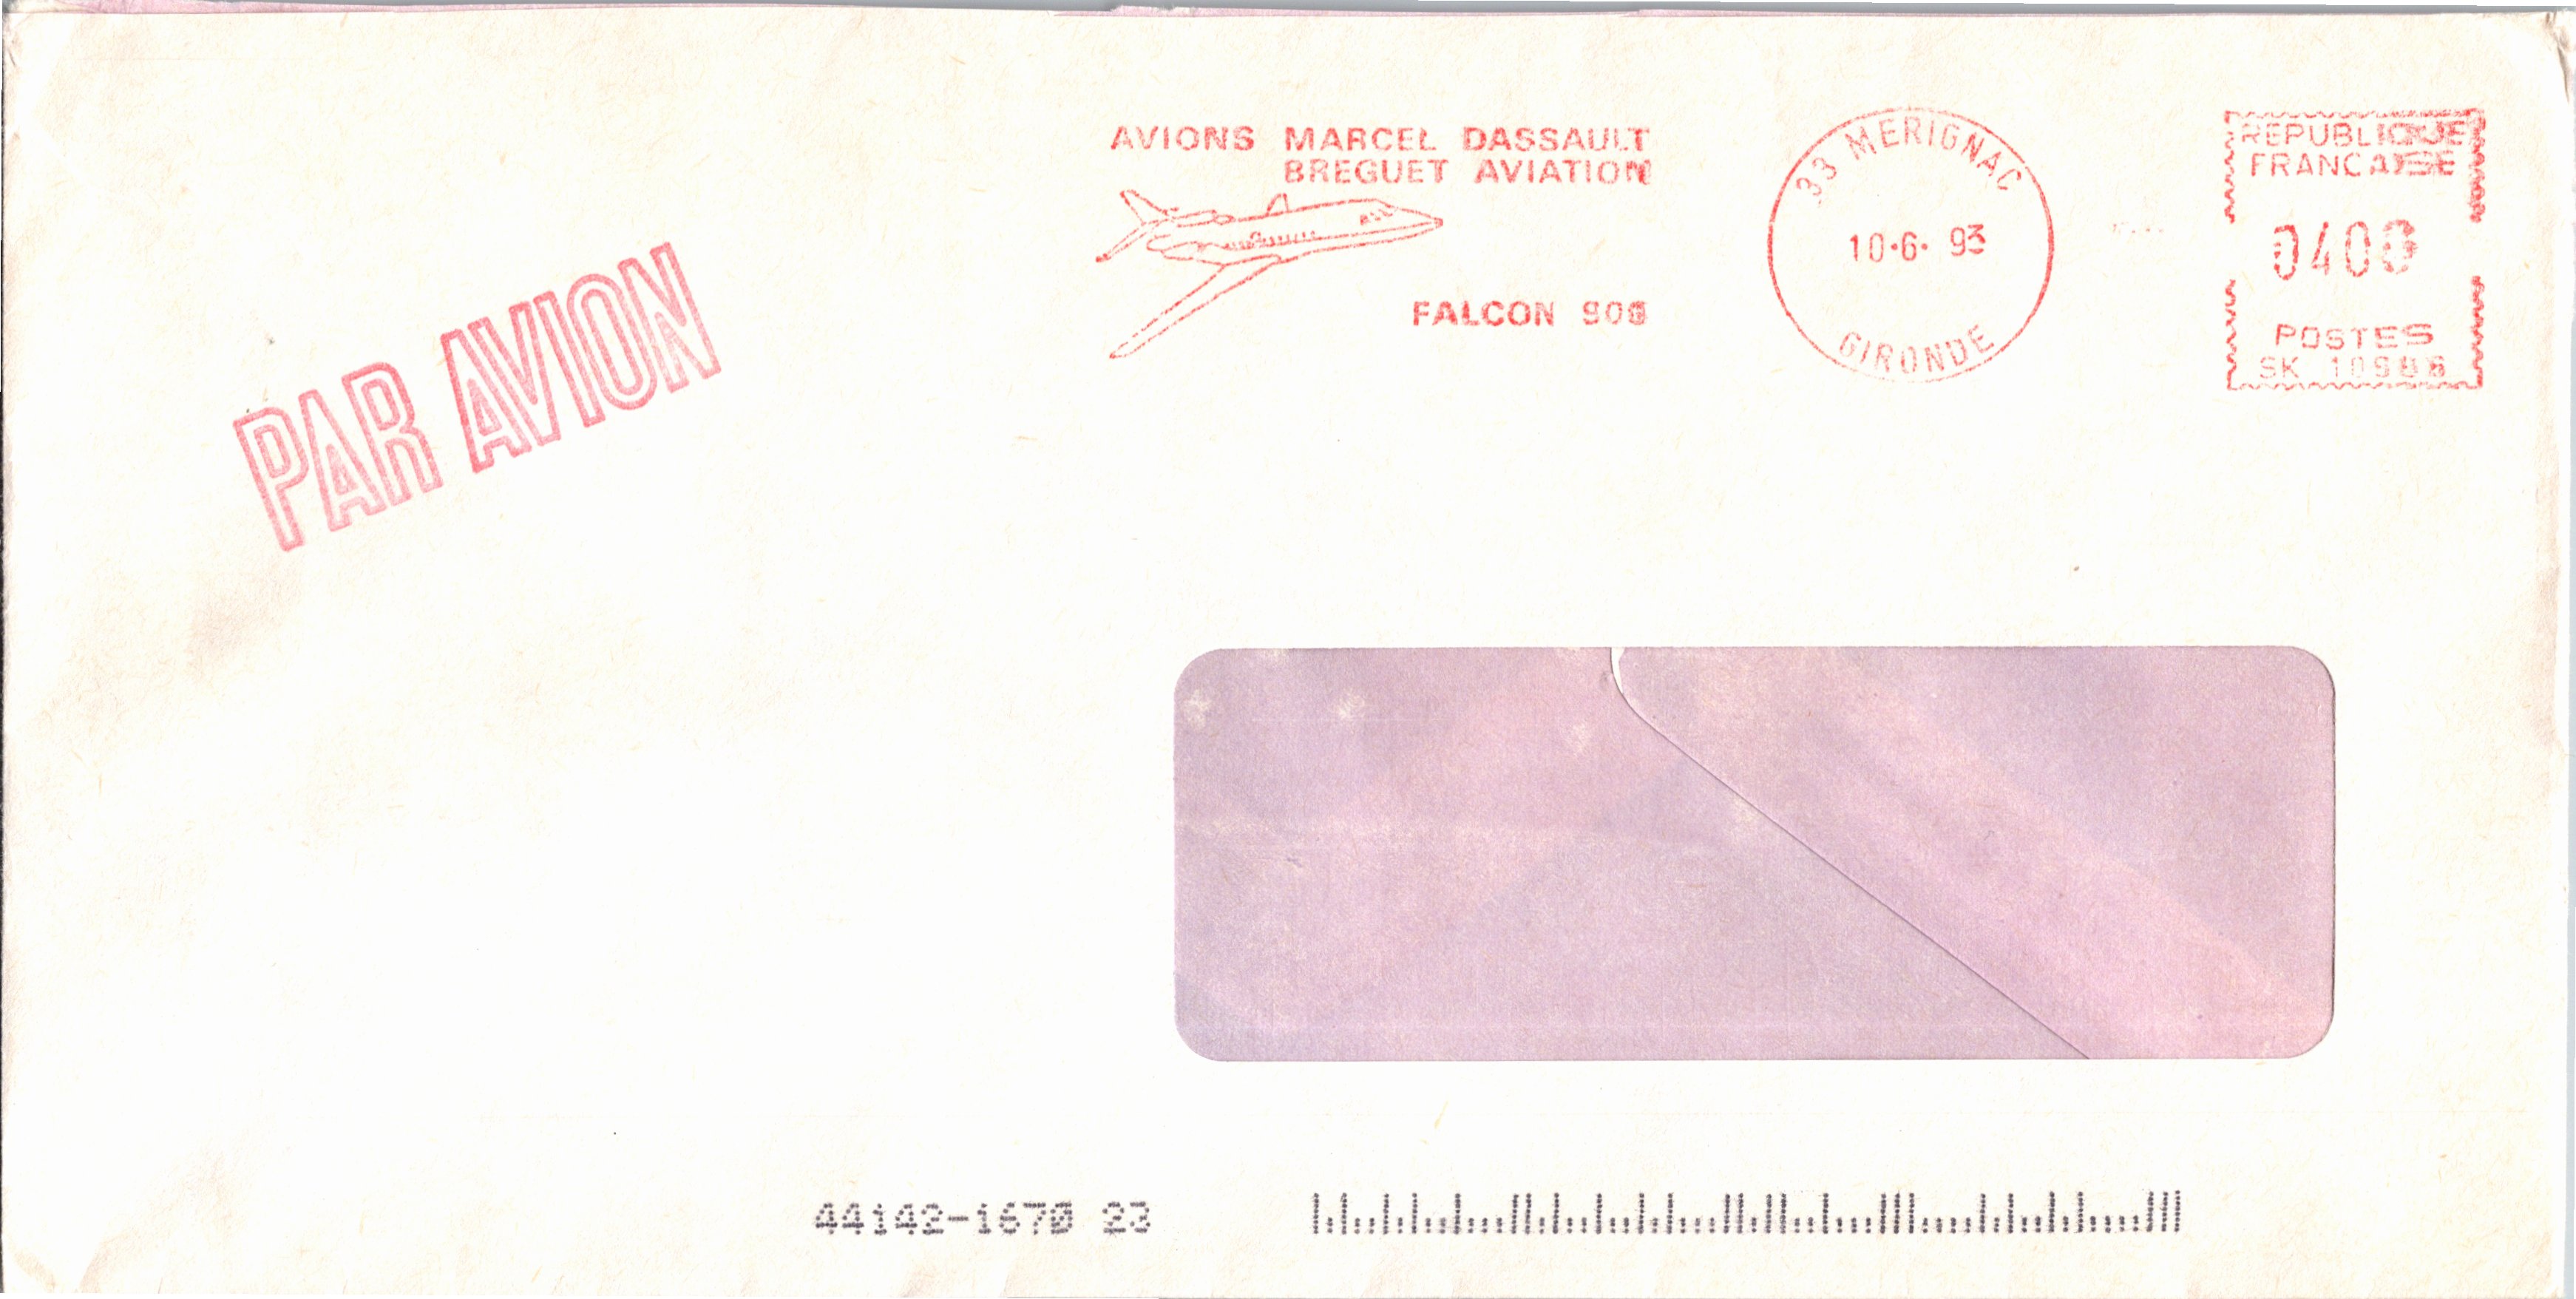 AVIONS MARCEL DASSAULT
BREGUET AVIATION
FALCON 900
33 MERIGNAC
10·6· 93
GIRONDE
REPUBLIQUE
FRANCAISE
0400
POSTES
SK
PAR AVION
44142-1670 23